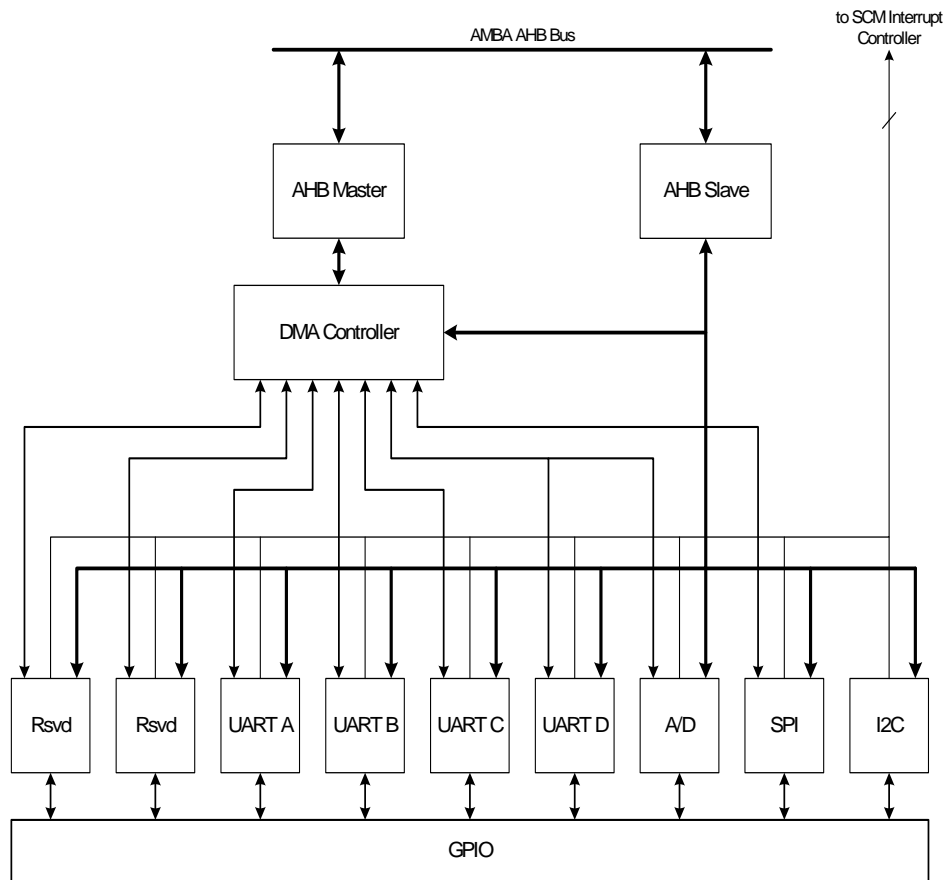 to SCM Interrupt
Controller
AMBA AHB Bus
AHB Master
AHB Slave
DMA Controller
Rsvd
Rsvd
UART A
UART B
UART C
UART D
A/D
SPI
I2C
GPIO